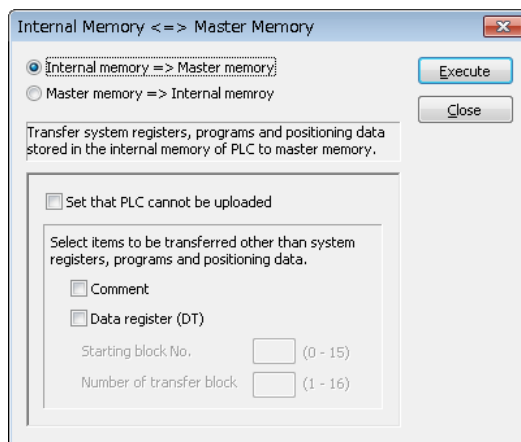 Internal Memory <=> Master Memory
Internal memory => Master memory
Execute
Master memory => Internal memroy
Close
Transfer system registers, programs and positioning data
stored in the internal memory of PLC to master memory.
Set that PLC cannot be uploaded
Select items to be transferred other than system
registers, programs and positioning data.
Comment
Data register (DT)
Starting block No. (0 - 15)
Number of transfer block (1 - 16)